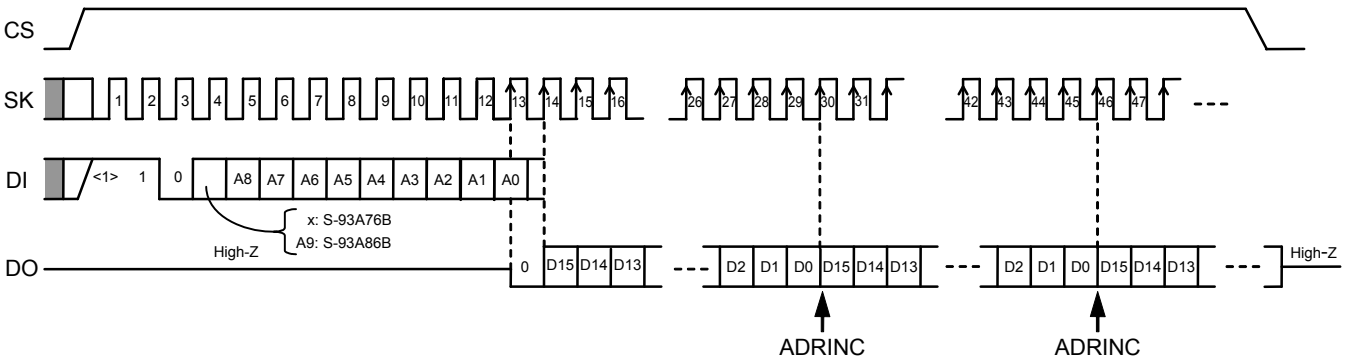 CS
SK 1 2 3 4 5 6 7 8 9 10 11 12 13 14 15 16 26 27 28 29 30 31 42 43 44 45 46 47
DI <1> 1 0 A8 A7 A6 A5 A4 A3 A2 A1 A0
x: S-93A76B
A9: S-93A86B
High-Z
DO 0 D15 D14 D13 D2 D1 D0 D15 D14 D13 D2 D1 D0 D15 D14 D13 High-Z
ADRINC ADRINC